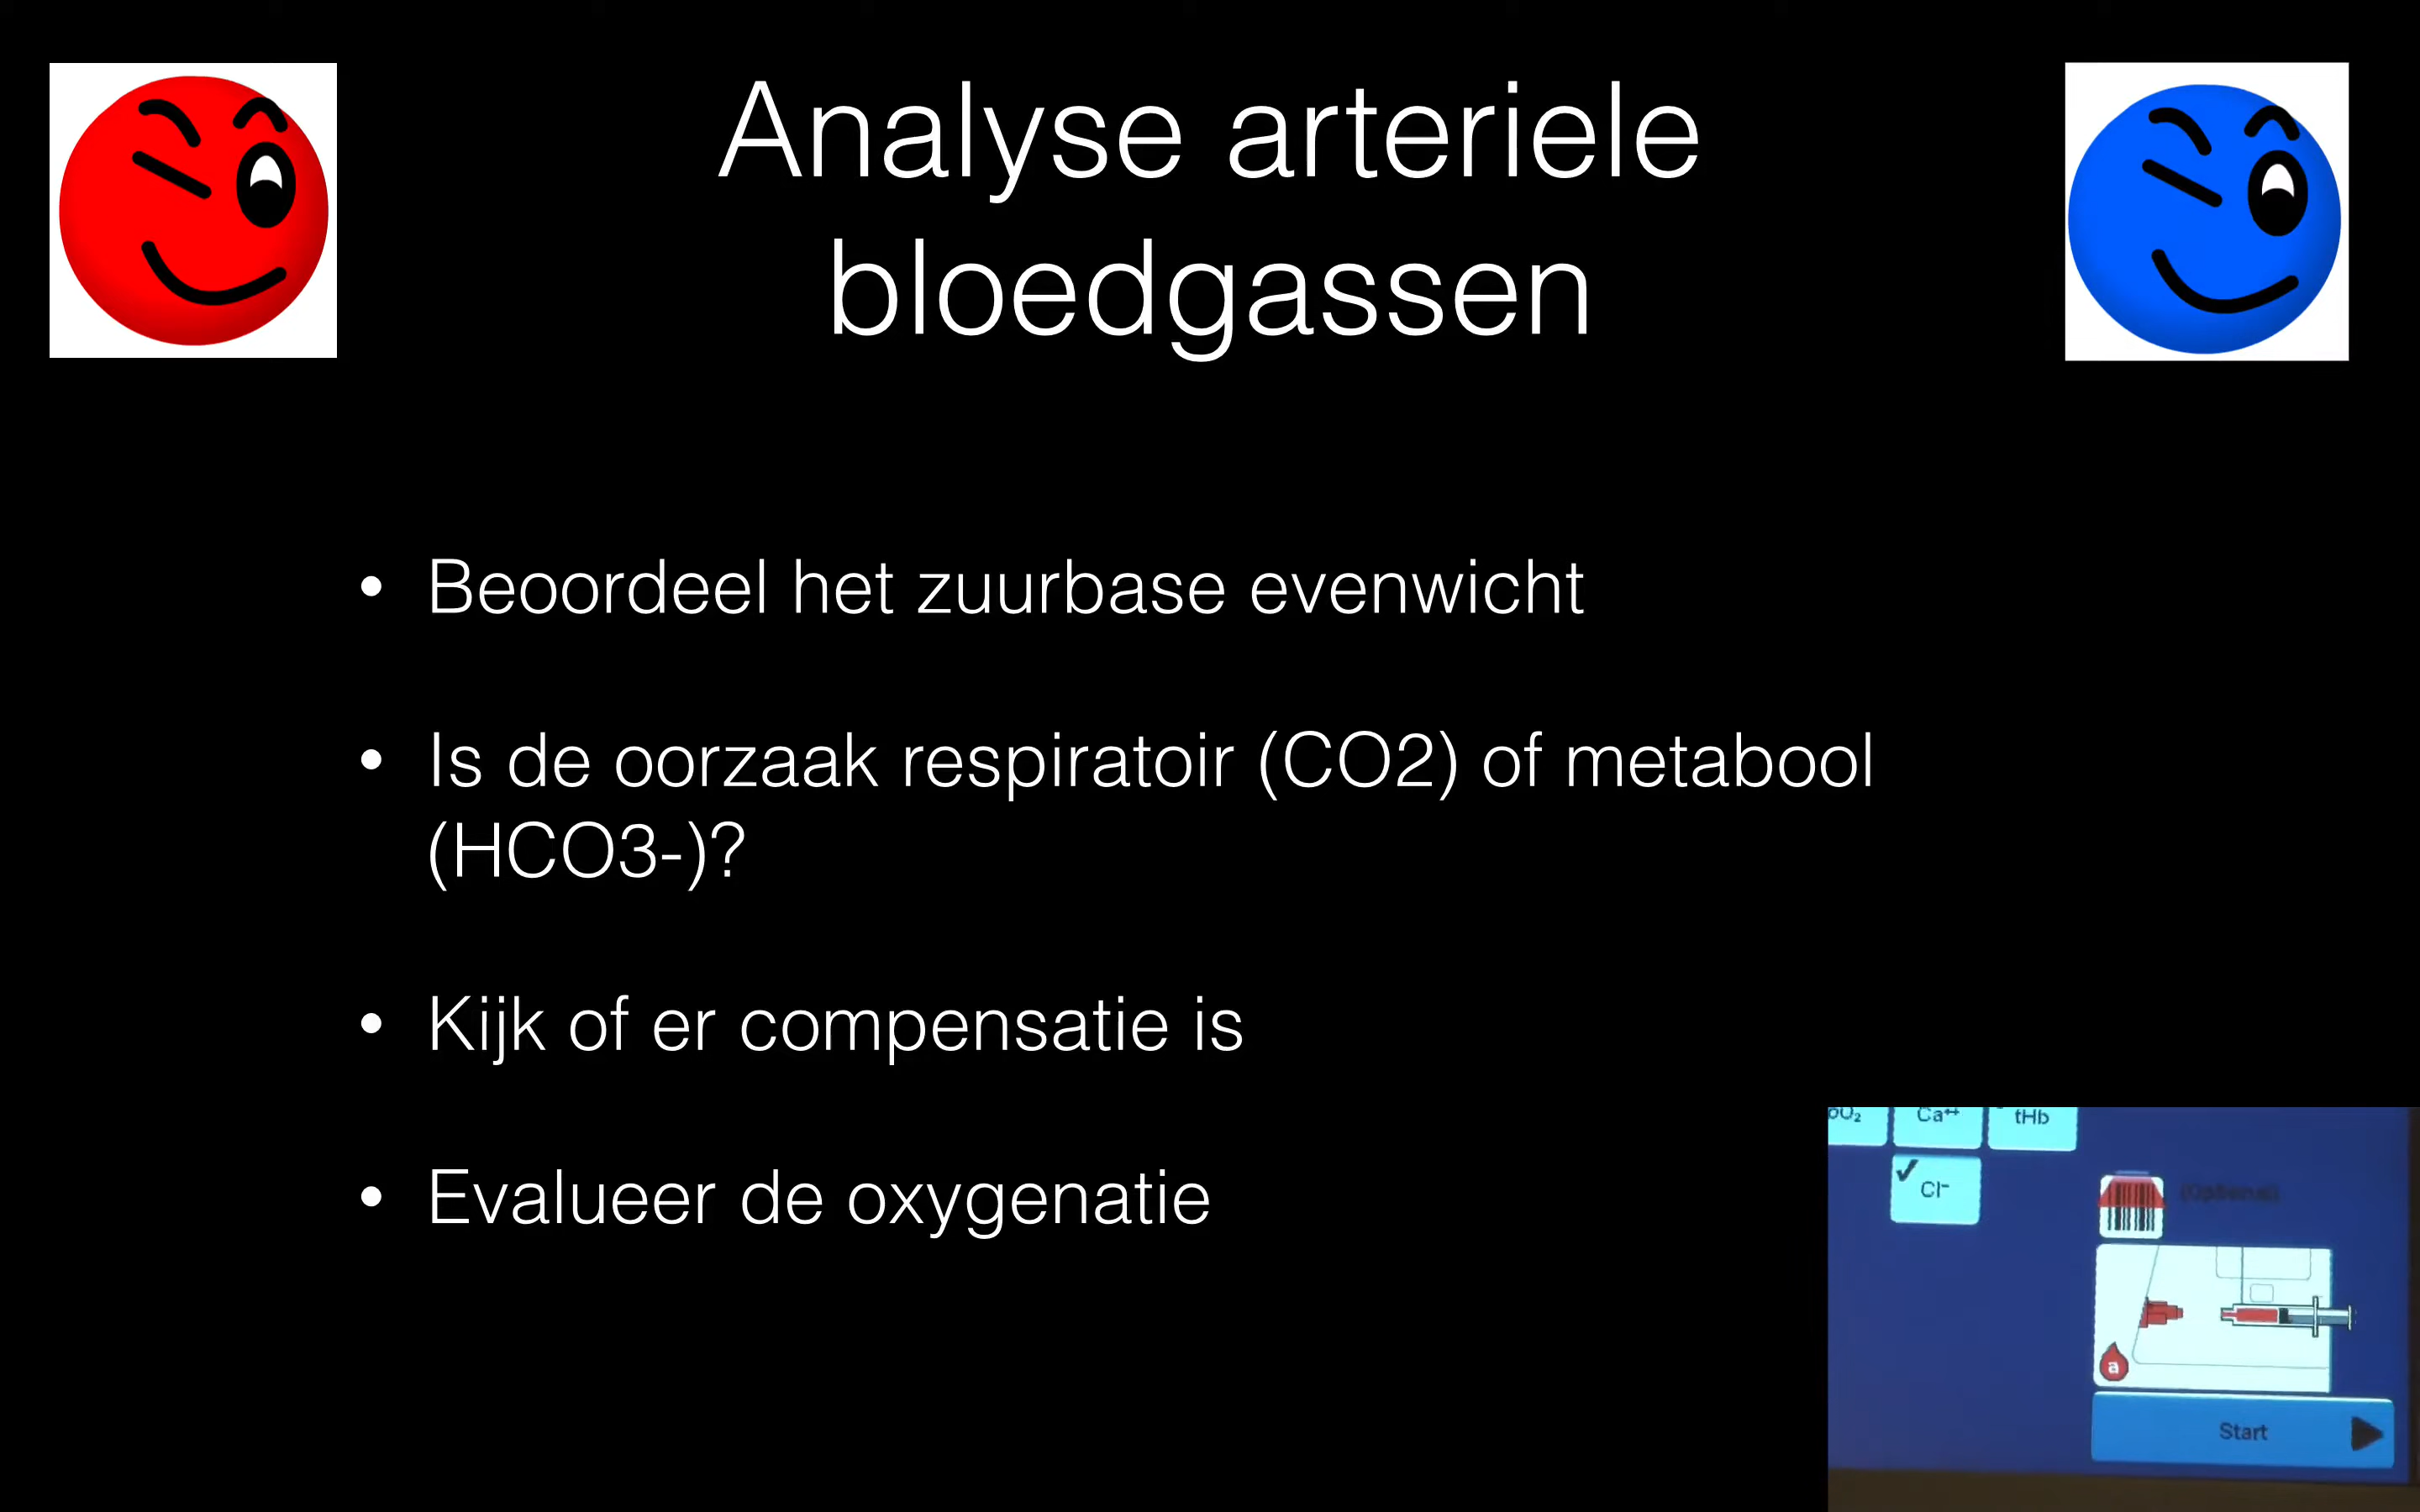 Analyse arteriele
bloedgassen
• Beoordeel het zuurbase evenwicht
• Is de oorzaak respiratoir (CO2) of metabool
(HCO3-)?
• Kijk of er compensatie is
• Evalueer de oxygenatie
Ca++
tHb
Cl-
a
Start